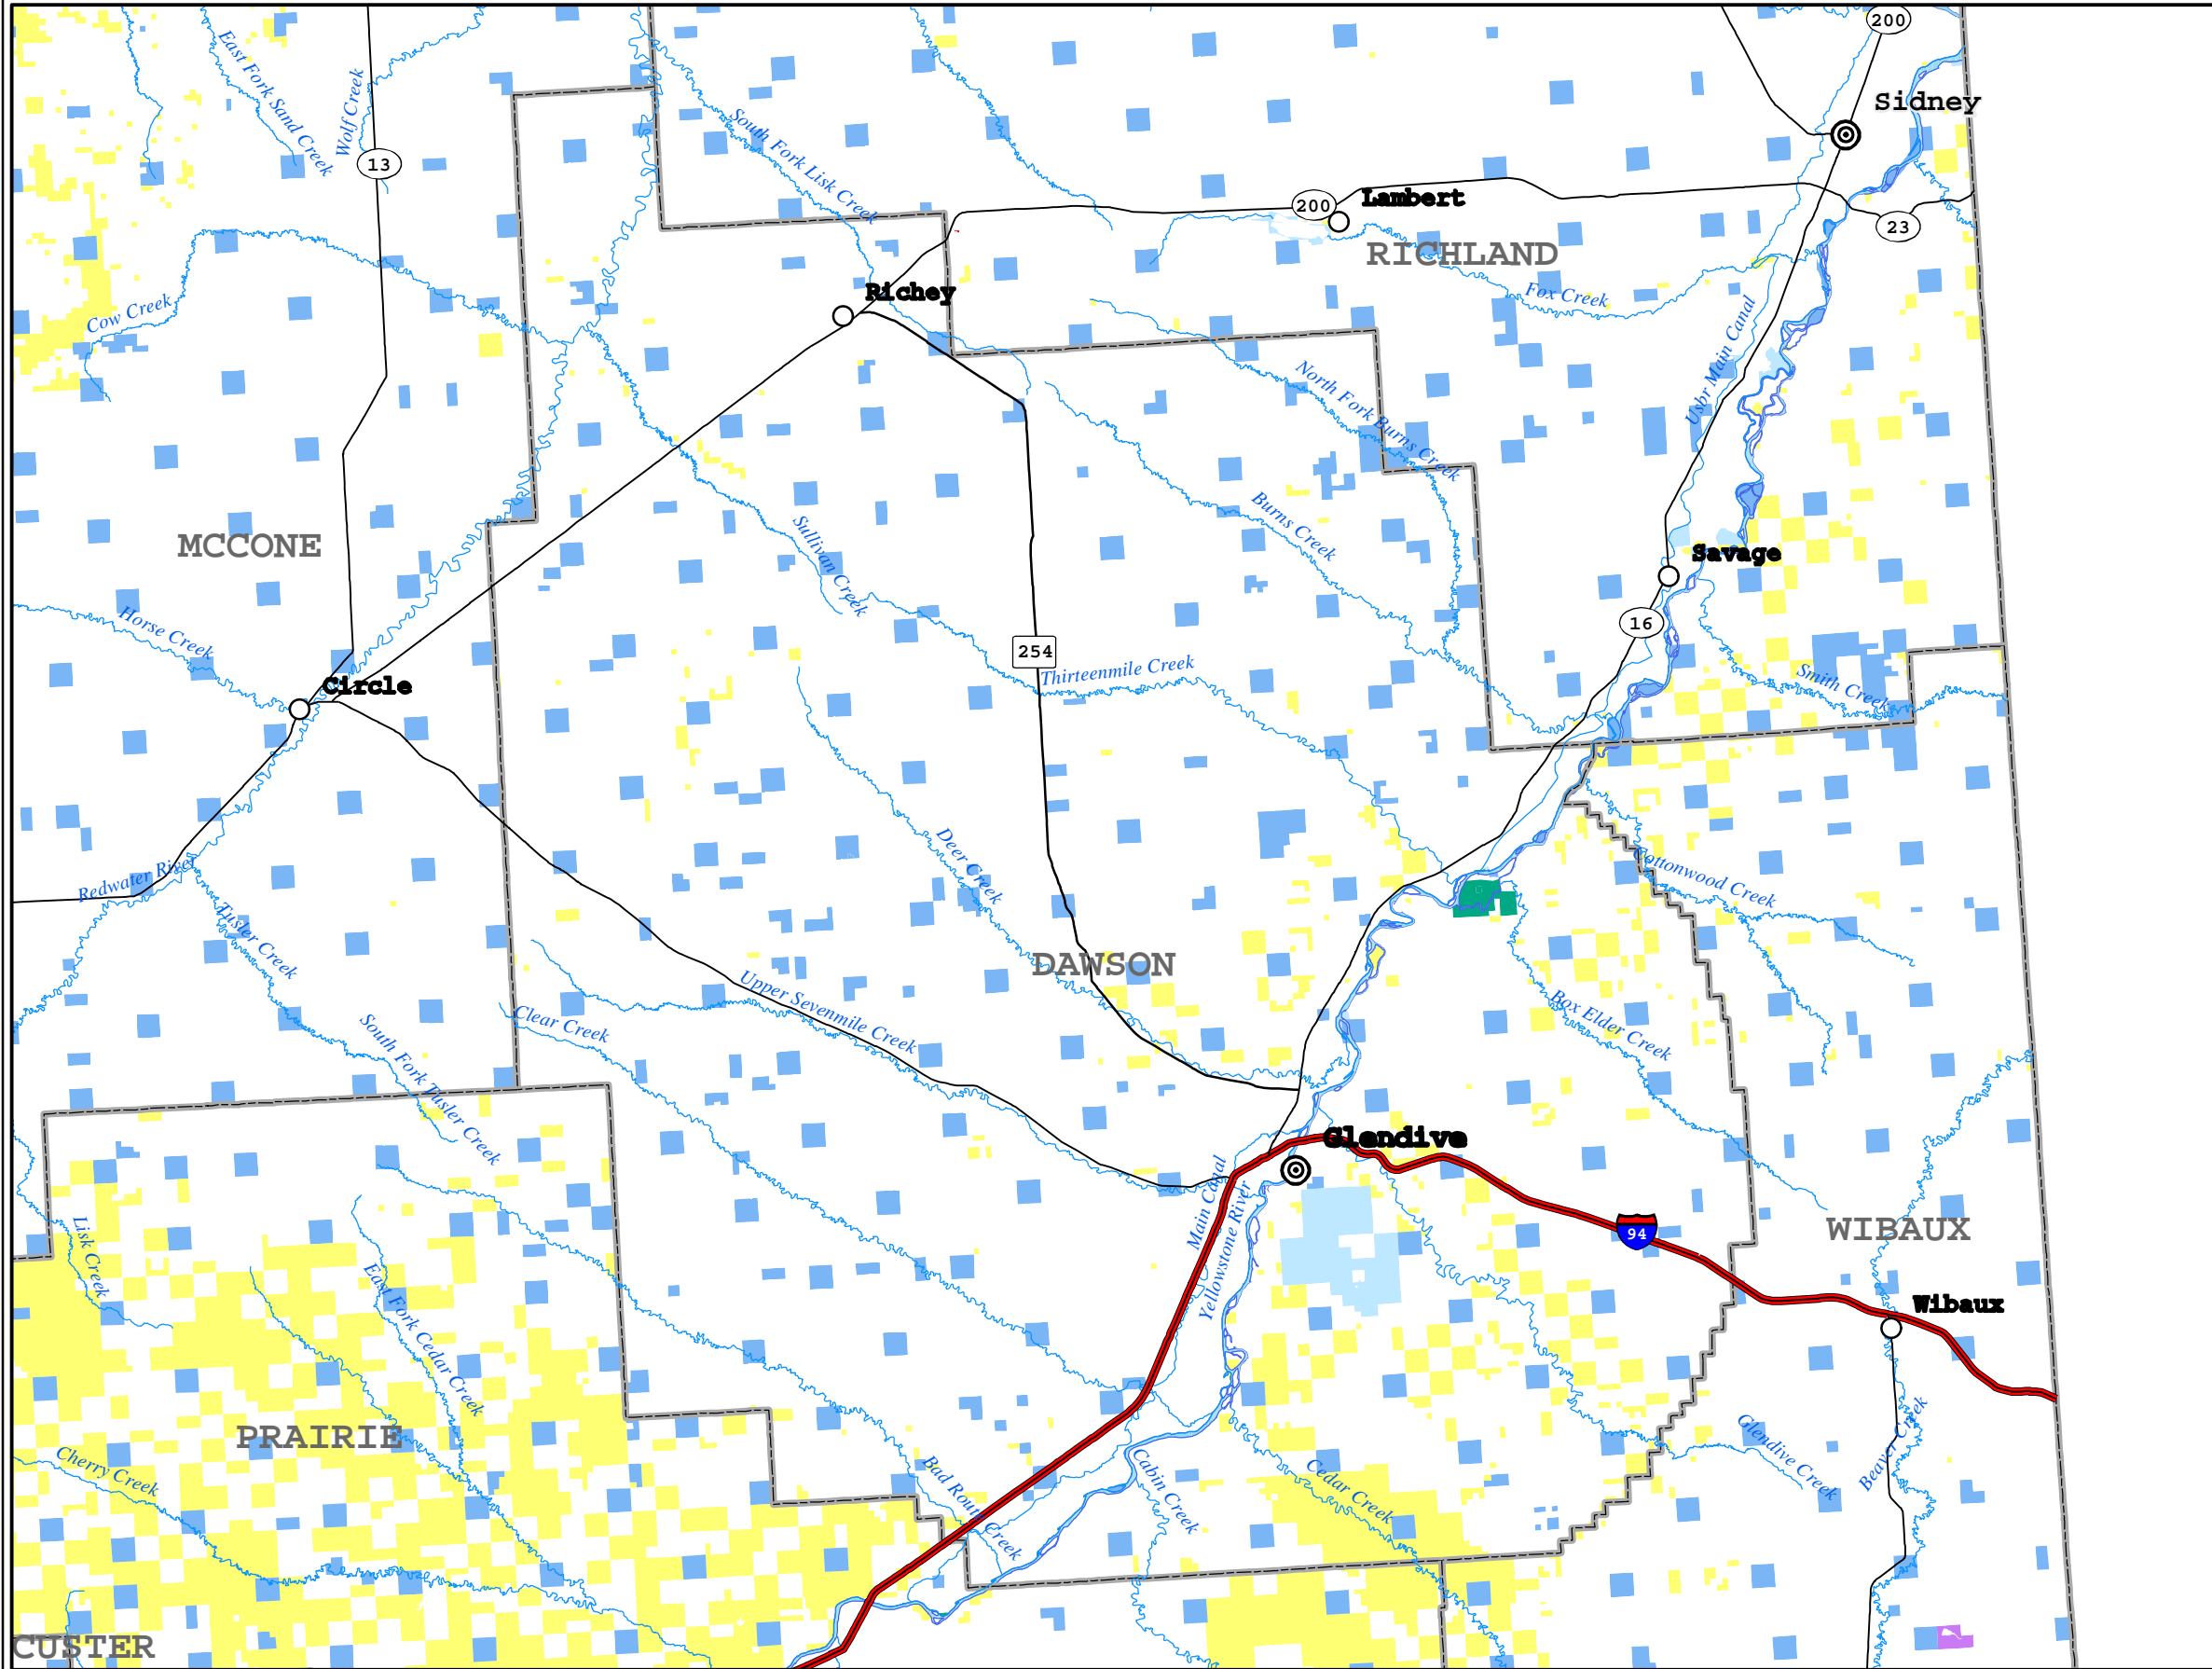 200
East Fork Sand Creek
Wolf Creek
Sidney
South Fork Lisk Creek
13
Lambert
200
23
RICHLAND
Richey
Fox Creek
Cow Creek
Usbr Main Canal
North Fork Burns Creek
MCCONE
Sullivan Creek
Burns Creek
Savage
16
Horse Creek
254
Thirteenmile Creek
Smith Creek
Circle
Deer Creek
Cottonwood Creek
Redwater River
Tusler Creek
DAWSON
Upper Sevenmile Creek
Box Elder Creek
Clear Creek
South Fork Tusler Creek
Glendive
Main Canal
Yellowstone River
Lisk Creek
94
WIBAUX
East Fork Cedar Creek
Wibaux
PRAIRIE
Glendive Creek
Beaver Creek
Cherry Creek
Bad Route Creek
Cabin Creek
Cedar Creek
CUSTER